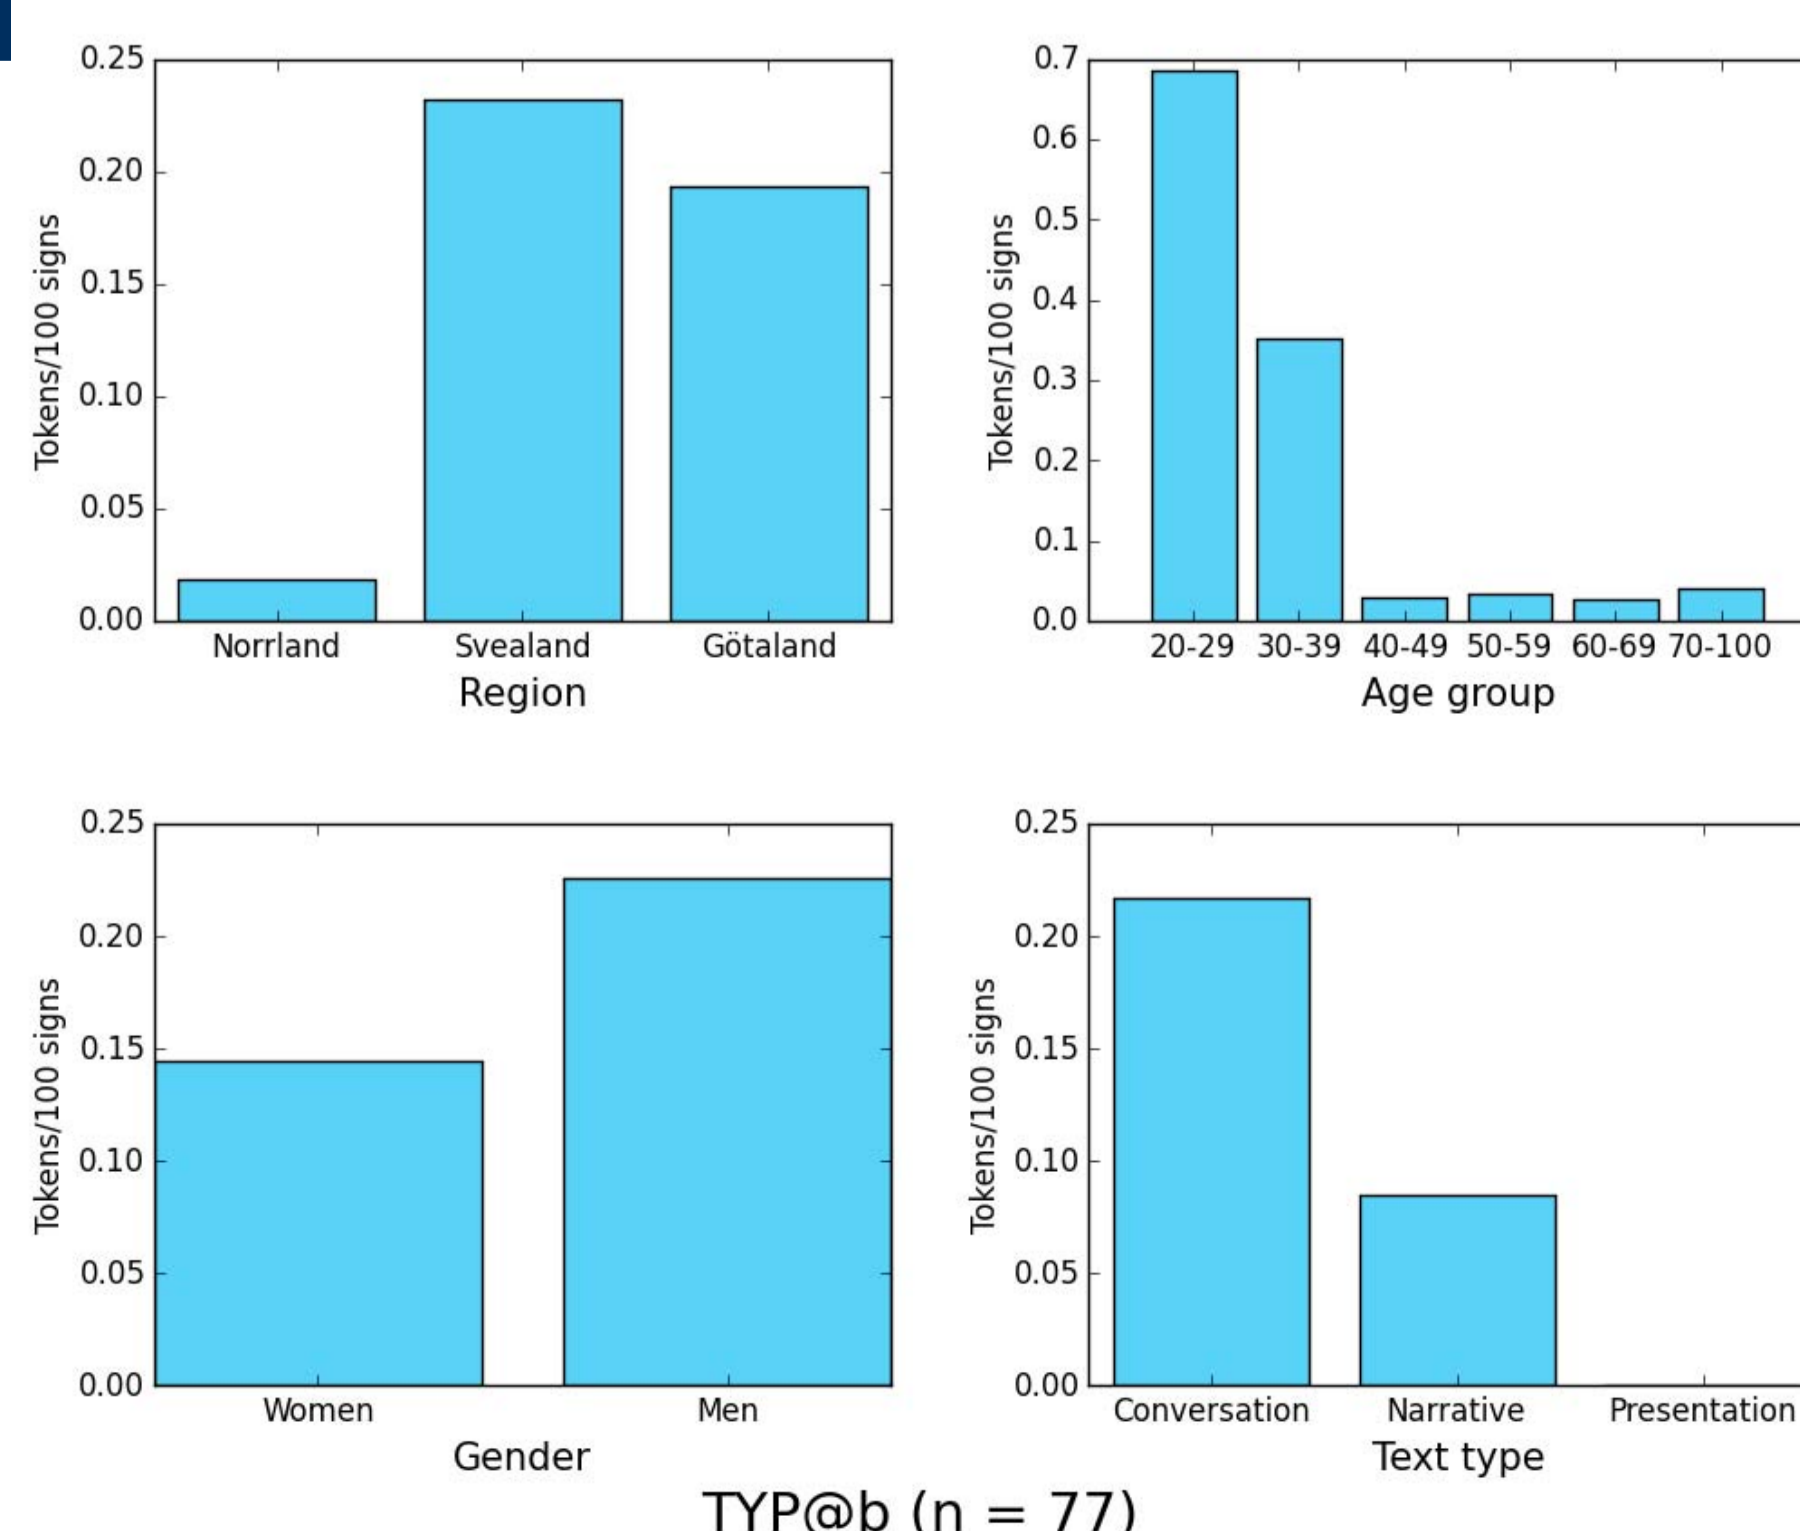 0.25
0.20
0.15
0.10
0.05
0.00
Tokens/100 signs
Norrland Svealand Götaland
Region
0.7
0.6
0.5
0.4
0.3
0.2
0.1
0.0
Tokens/100 signs
20-29 30-39 40-49 50-59 60-69 70-100
Age group
0.25
0.20
0.15
0.10
0.05
0.00
Tokens/100 signs
Women Men
Gender
0.25
0.20
0.15
0.10
0.05
0.00
Tokens/100 signs
Conversation Narrative Presentation
Text type
TYP@b (n = 77)